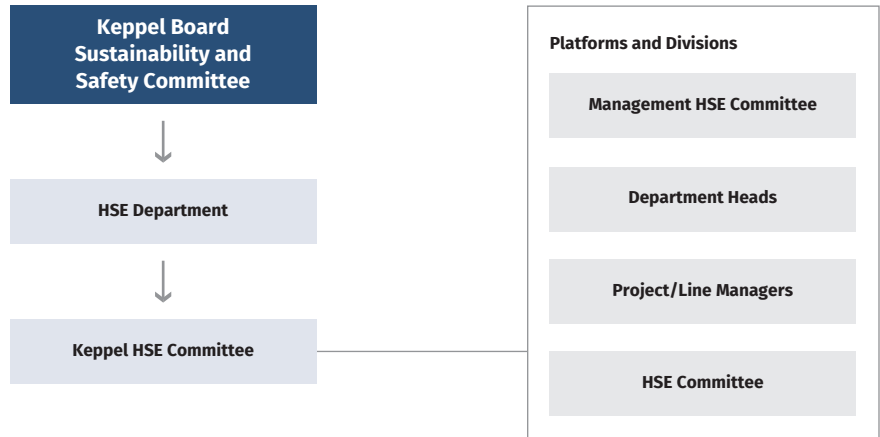 Keppel Board
Sustainability and
Safety Committee
HSE Department
Keppel HSE Committee
Platforms and Divisions
Management HSE Committee
Department Heads
Project/Line Managers
HSE Committee